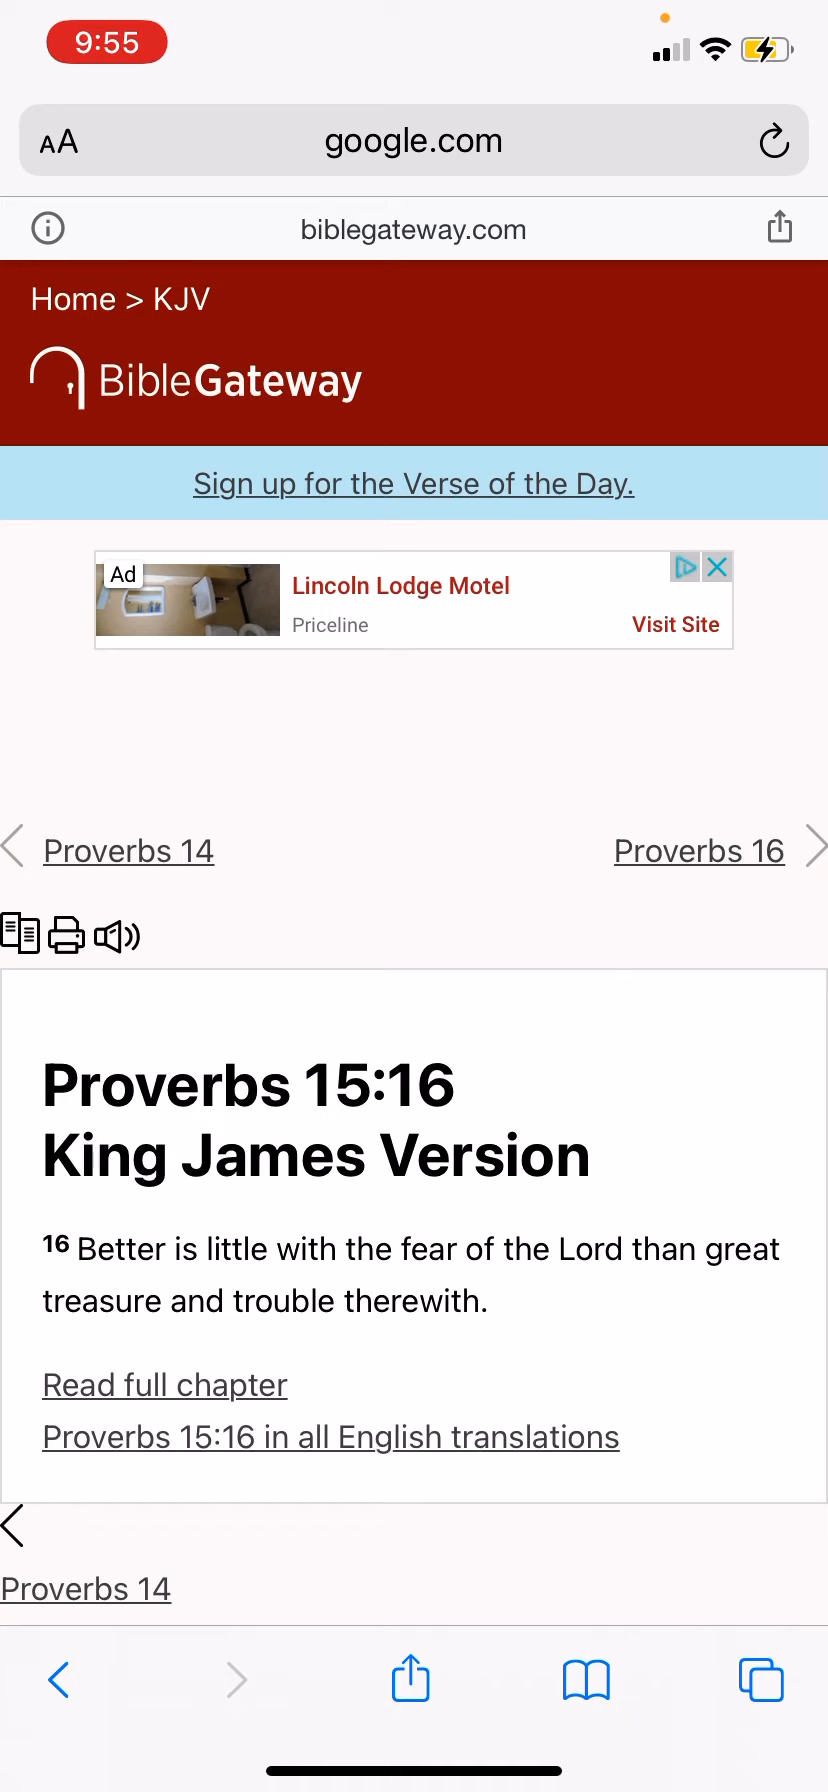 9:55
AA
google.com
biblegateway.com
Home > KJV
BibleGateway
Sign up for the Verse of the Day.
Ad
Lincoln Lodge Motel
Priceline
Visit Site
Proverbs 14
Proverbs 16
Proverbs 15:16
King James Version
16 Better is little with the fear of the Lord than great
treasure and trouble therewith.
Read full chapter
Proverbs 15:16 in all English translations
Proverbs 14